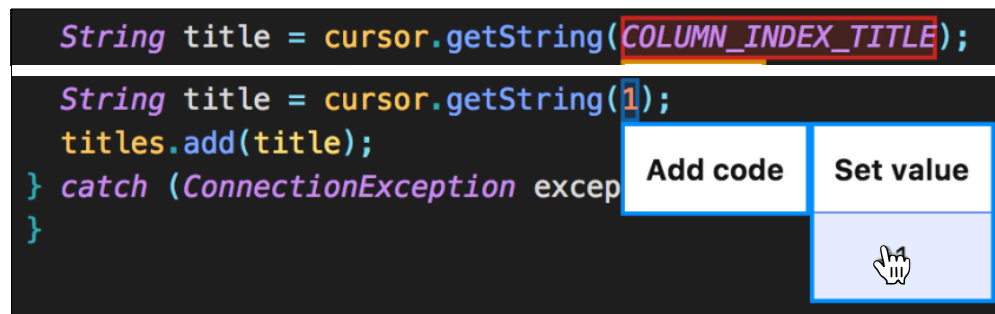 String title = cursor.getString(COLUMN_INDEX_TITLE);
String title = cursor.getString(1);
titles.add(title);
} catch (ConnectionException excep
Add code
Set value
}